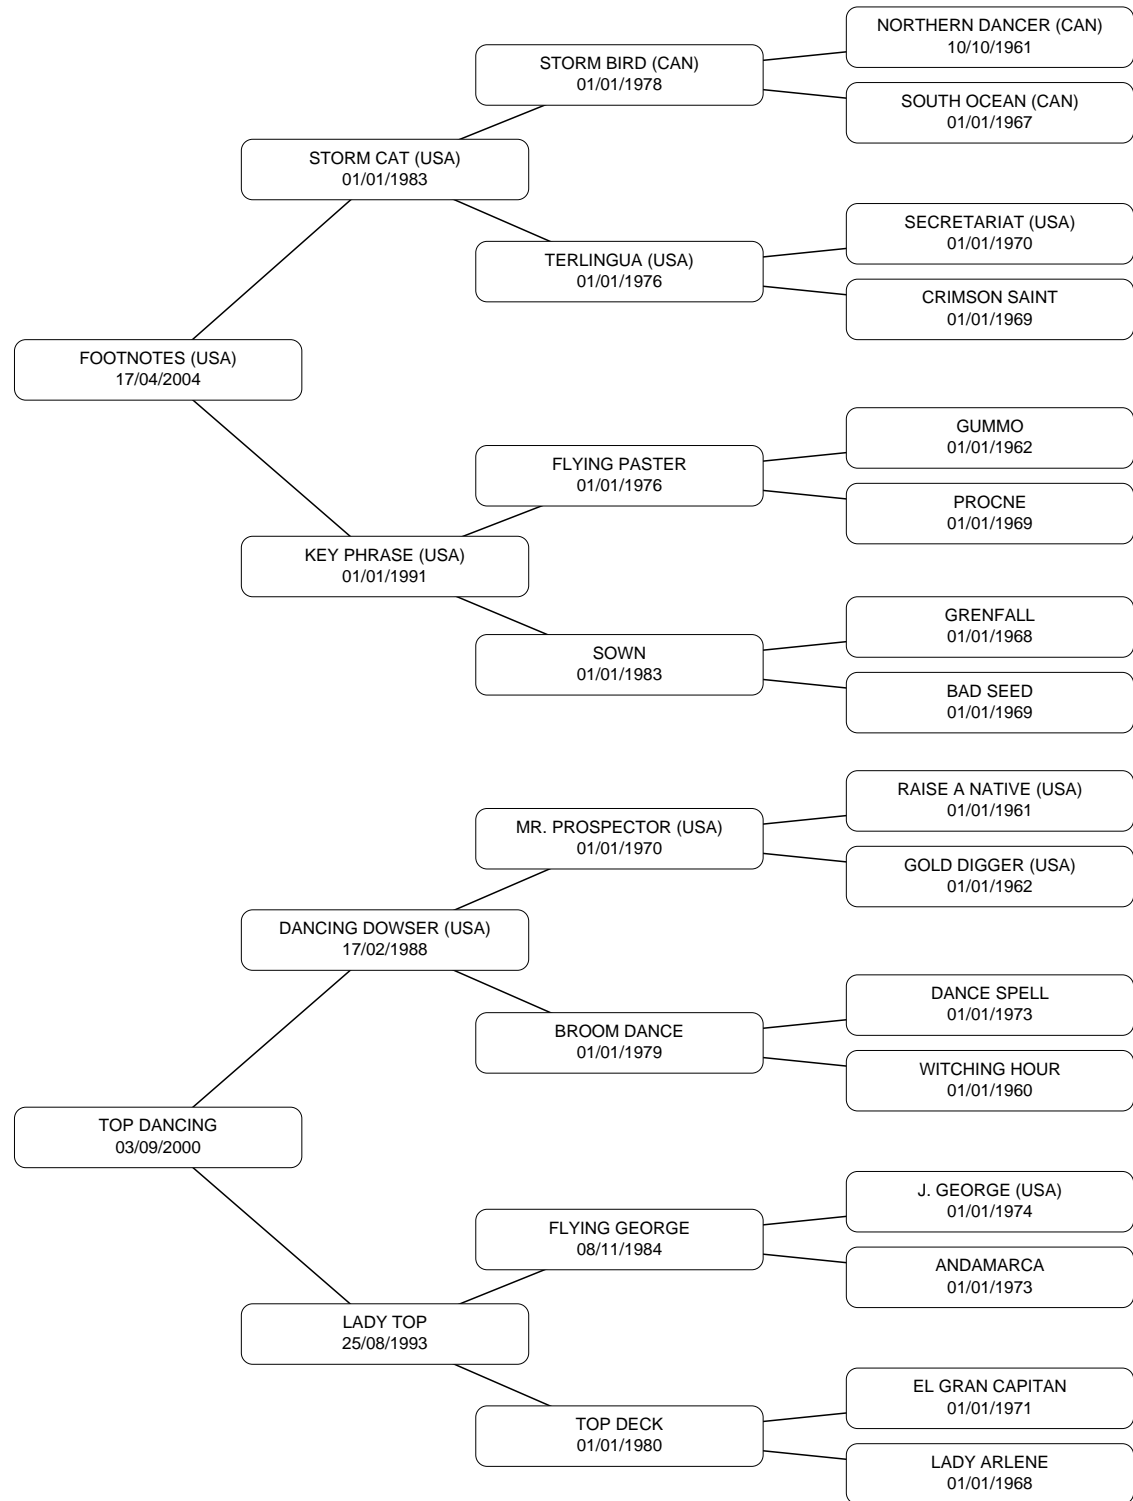 NORTHERN DANCER (CAN)
10/10/1961
STORM BIRD (CAN)
01/01/1978
SOUTH OCEAN (CAN)
01/01/1967
STORM CAT (USA)
01/01/1983
SECRETARIAT (USA)
01/01/1970
TERLINGUA (USA)
01/01/1976
CRIMSON SAINT
01/01/1969
FOOTNOTES (USA)
17/04/2004
GUMMO
01/01/1962
FLYING PASTER
01/01/1976
PROCNE
01/01/1969
KEY PHRASE (USA)
01/01/1991
GRENFALL
01/01/1968
SOWN
01/01/1983
BAD SEED
01/01/1969
RAISE A NATIVE (USA)
01/01/1961
MR. PROSPECTOR (USA)
01/01/1970
GOLD DIGGER (USA)
01/01/1962
DANCING DOWSER (USA)
17/02/1988
DANCE SPELL
01/01/1973
BROOM DANCE
01/01/1979
WITCHING HOUR
01/01/1960
TOP DANCING
03/09/2000
J. GEORGE (USA)
01/01/1974
FLYING GEORGE
08/11/1984
ANDAMARCA
01/01/1973
LADY TOP
25/08/1993
EL GRAN CAPITAN
01/01/1971
TOP DECK
01/01/1980
LADY ARLENE
01/01/1968